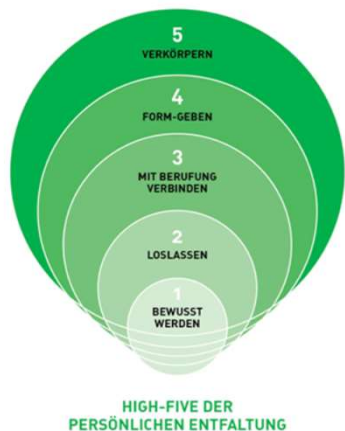 5
VERKÖRPERN
4
FORM-GEBEN
3
MIT BERUFUNG
VERBINDEN
2
LOSLASSEN
1
BEWUSST
WERDEN
HIGH-FIVE DER
PERSÖNLICHEN ENTFALTUNG